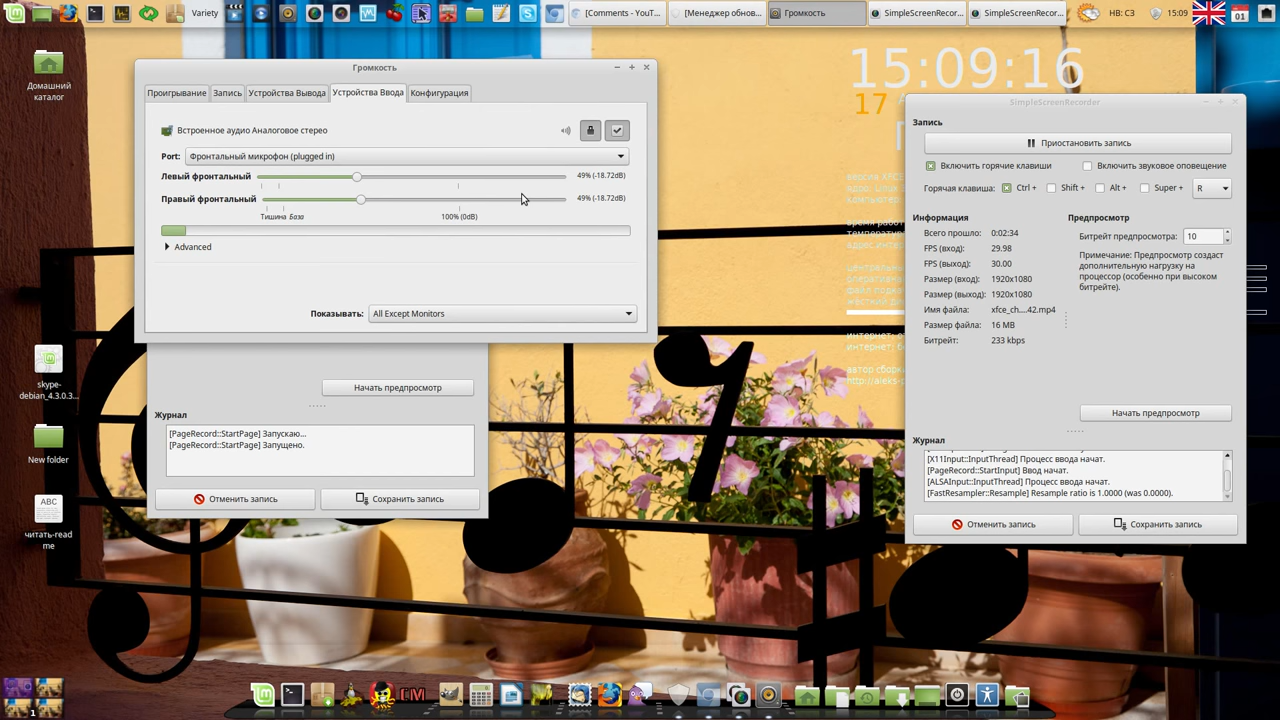 Variety
[Comments - YouT...
[Менеджер обнов...
Громкость
SimpleScreenRecor...
SimpleScreenRecor...
НВ: C3
15:09
01
Домашний
каталог
skype-
debian_4.3.0.3...
New folder
ABC
читать-read
me
15:09:16
17
Громкость
Проигрывание
Запись
Устройства Вывода
Устройства Ввода
Конфигурация
Встроенное аудио Аналоговое стерео
Port:
Фронтальный микрофон (plugged in)
Левый фронтальный
49% (-18.72dB)
Правый фронтальный
49% (-18.72dB)
Тишина
База
100% (0dB)
Advanced
Показывать:
All Except Monitors
Начать предпросмотр
Журнал
[PageRecord::StartPage] Запускаю...
[PageRecord::StartPage] Запущено.
Отменить запись
Сохранить запись
SimpleScreenRecorder
Запись
Приостановить запись
Включить горячие клавиши
Включить звуковое оповещение
Горячая клавиша:
Ctrl +
Shift +
Alt +
Super +
R
Информация
Всего прошло: 0:02:34
FPS (вход): 29.98
FPS (выход): 30.00
Размер (вход): 1920x1080
Размер (выход): 1920x1080
Имя файла: xfce_ch....42.mp4
Размер файла: 16 MB
Битрейт: 233 kbps
Предпросмотр
Битрейт предпросмотра: 10
Примечание: Предпросмотр создаст
дополнительную нагрузку на
процессор (особенно при высоком
битрейте).
Начать предпросмотр
Журнал
[X11Input::InputThread] Процесс ввода начат.
[PageRecord::StartInput] Ввод начат.
[ALSAInput::InputThread] Процесс ввода начат.
[FastResampler::Resample] Resample ratio is 1.0000 (was 0.0000).
Отменить запись
Сохранить запись
1